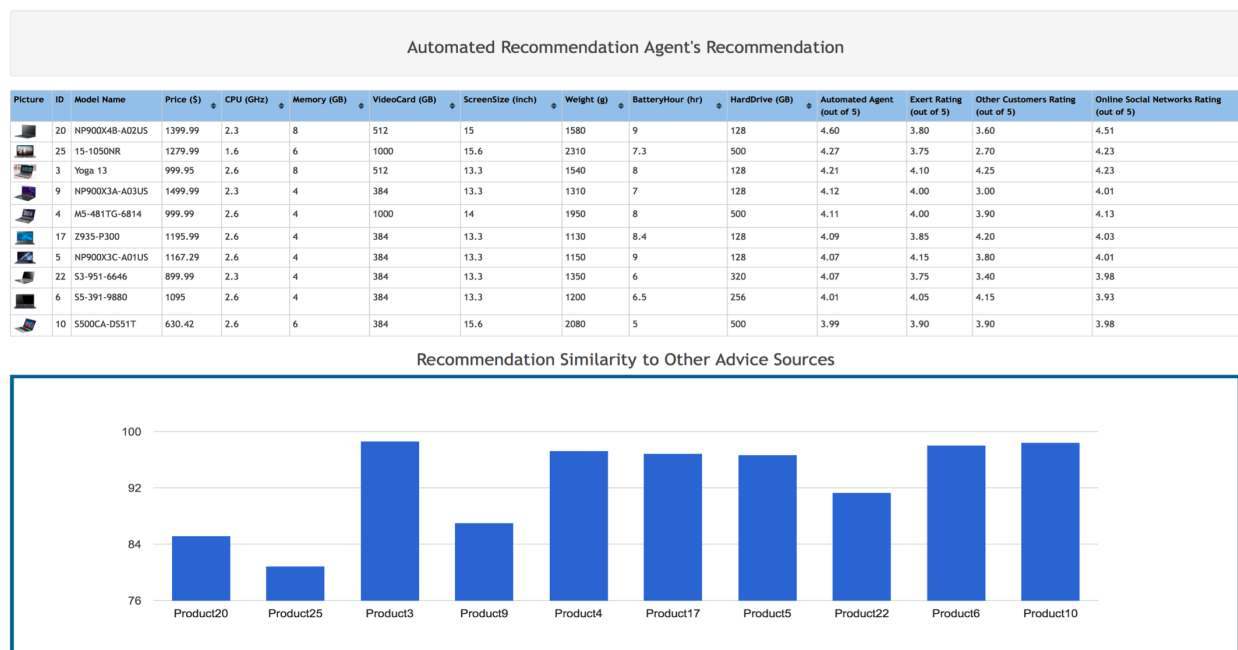 Automated Recommendation Agent's Recommendation
Picture ID Model Name Price ($) CPU (GHz) Memory (GB) VideoCard (GB) ScreenSize (inch) Weight (g) BatteryHour (hr) HardDrive (GB) Automated Agent (out of 5) Exert Rating (out of 5) Other Customers Rating (out of 5) Online Social Networks Rating (out of 5)
20 NP900X4B-A02US 1399.99 2.3 8 512 15 1580 9 128 4.60 3.80 3.60 4.51
25 15-1050NR 1279.99 1.6 6 1000 15.6 2310 7.3 500 4.27 3.75 2.70 4.23
3 Yoga 13 999.95 2.6 8 512 13.3 1540 8 128 4.21 4.10 4.25 4.23
9 NP900X3A-A03US 1499.99 2.3 4 384 13.3 1310 7 128 4.12 4.00 3.00 4.01
4 M5-481TG-6814 999.99 2.6 4 1000 14 1950 8 500 4.11 4.00 3.90 4.13
17 Z935-P300 1195.99 2.6 4 384 13.3 1130 8.4 128 4.09 3.85 4.20 4.03
5 NP900X3C-A01US 1167.29 2.6 4 384 13.3 1150 9 128 4.07 4.15 3.80 4.01
22 S3-951-6646 899.99 2.3 4 384 13.3 1350 6 320 4.07 3.75 3.40 3.98
6 S5-391-9880 1095 2.6 4 384 13.3 1200 6.5 256 4.01 4.05 4.15 3.93
10 S500CA-DS51T 630.42 2.6 6 384 15.6 2080 5 500 3.99 3.90 3.90 3.98
Recommendation Similarity to Other Advice Sources
100
92
84
76
Product20 Product25 Product3 Product9 Product4 Product17 Product5 Product22 Product6 Product10